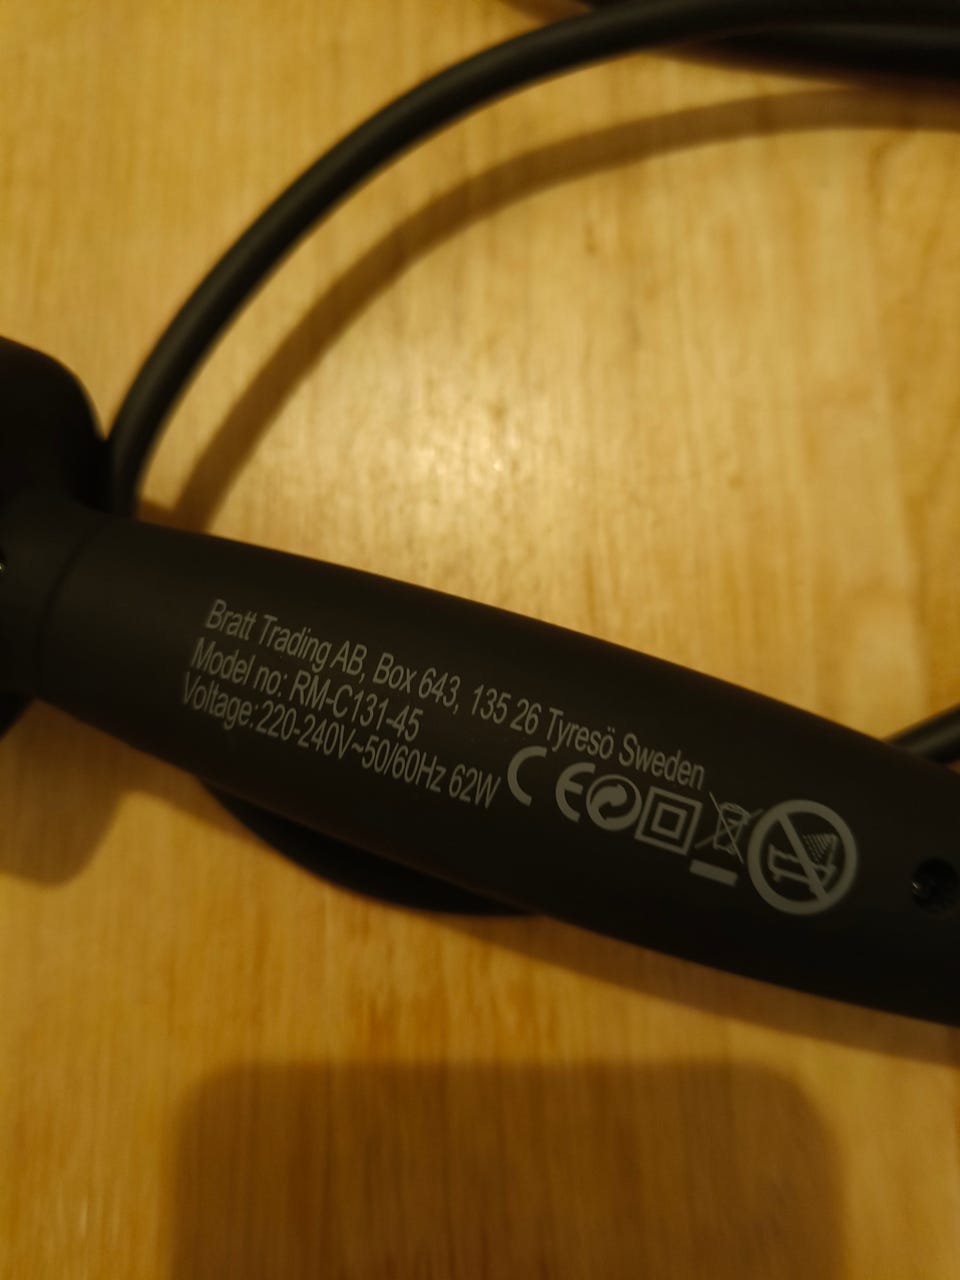 Bratt Trading AB, Box 643, 135 26 Tyresö Sweden
Model no: RM-C131-45
Voltage:220-240V~50/60Hz 62W CE